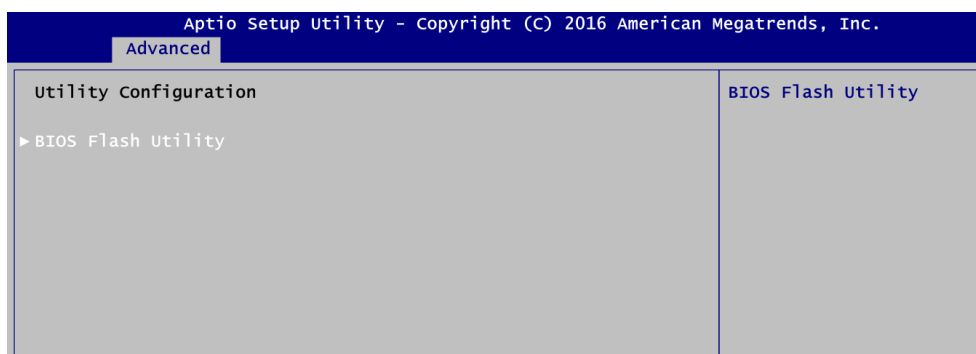 Aptio Setup Utility - Copyright (C) 2016 American Megatrends, Inc.
Advanced
Utility Configuration
BIOS Flash Utility
►BIOS Flash Utility